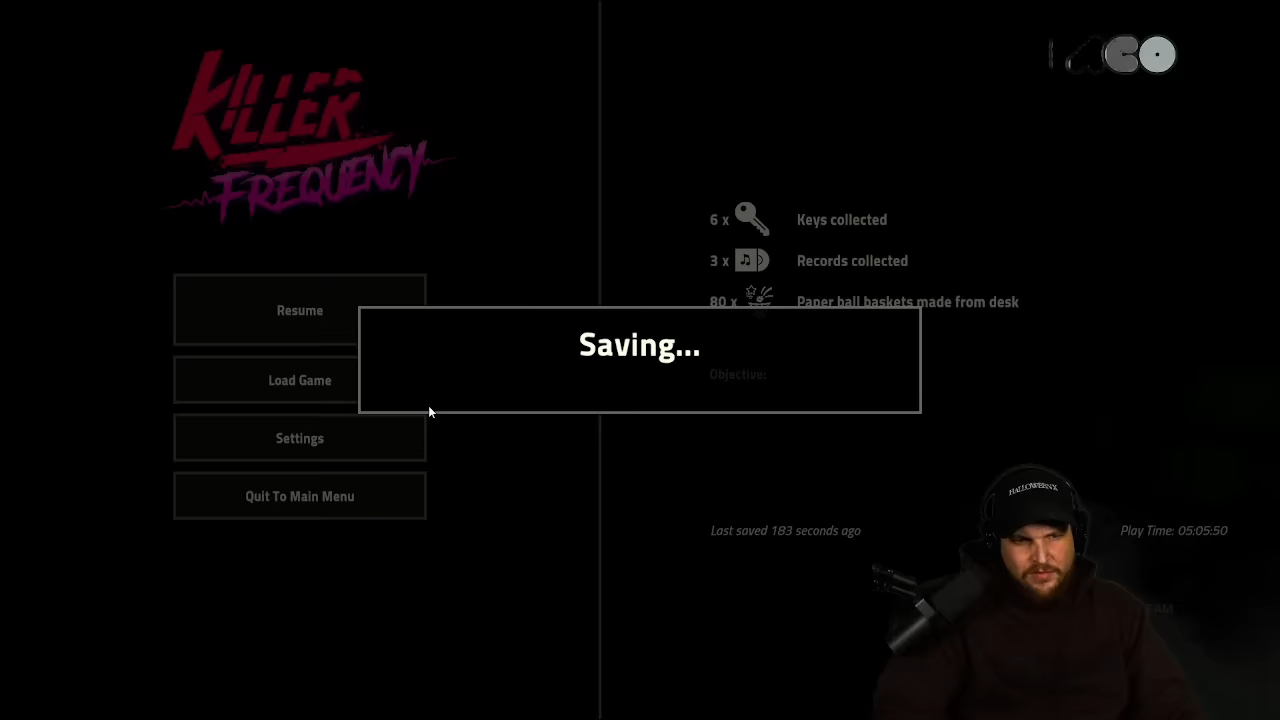 KILLER
FREQUENCY
6 x Keys collected
3 x Records collected
80 x Paper ball baskets made from desk
Resume
Saving...
Objective:
Load Game
Settings
Quit To Main Menu
HALLOWEEN X
Last saved 183 seconds ago
Play Time: 05:05:50